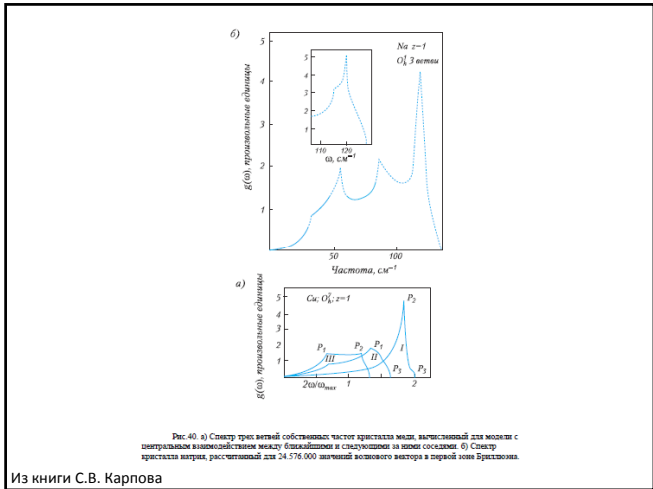 б)
g(ω), произвольные единицы
5
4
3
2
1
Na z=1
O_h^1 3 ветви
5
4
3
2
1
110 120
ω, см⁻¹
50 100
Частота, см⁻¹
а)
g(ω), произвольные единицы
5
4
3
2
1
Cu; O_h^7; z=1
P₂
P₁ P₂ P₁ I
III II
P₃ P₃
2ω/ω_max 1 2
Рис.40. а) Спектр трех ветвей собственных частот кристалла меди, вычисленный для модели с
центральным взаимодействием между ближайшими и следующими за ними соседями. б) Спектр
кристалла натрия, рассчитанный для 24.576.000 значений волнового вектора в первой зоне Бриллюэна.
Из книги С.В. Карпова